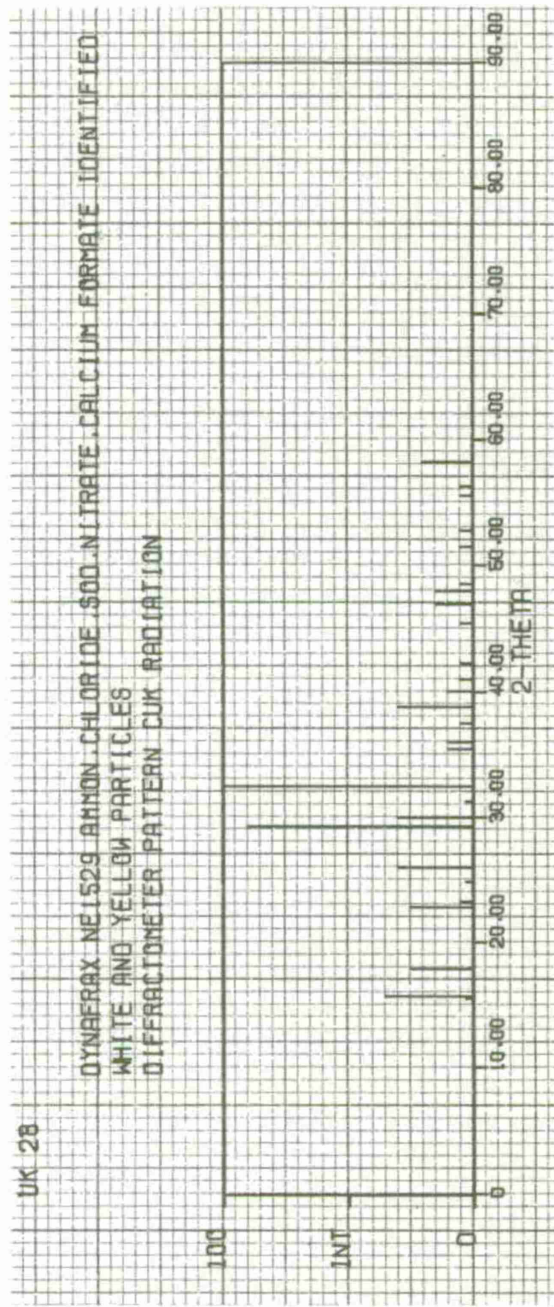 UK 28
DYNAFRAX NE1529 AMMON.CHLORIDE,SOD.NITRATE,CALCIUM FORMATE IDENTIFIED
WHITE AND YELLOW PARTICLES
DIFFRACTOMETER PATTERN CUK RADIATION
100
INT
0
0 10.00 20.00 30.00 40.00 50.00 60.00 70.00 80.00 90.00
2-THETA